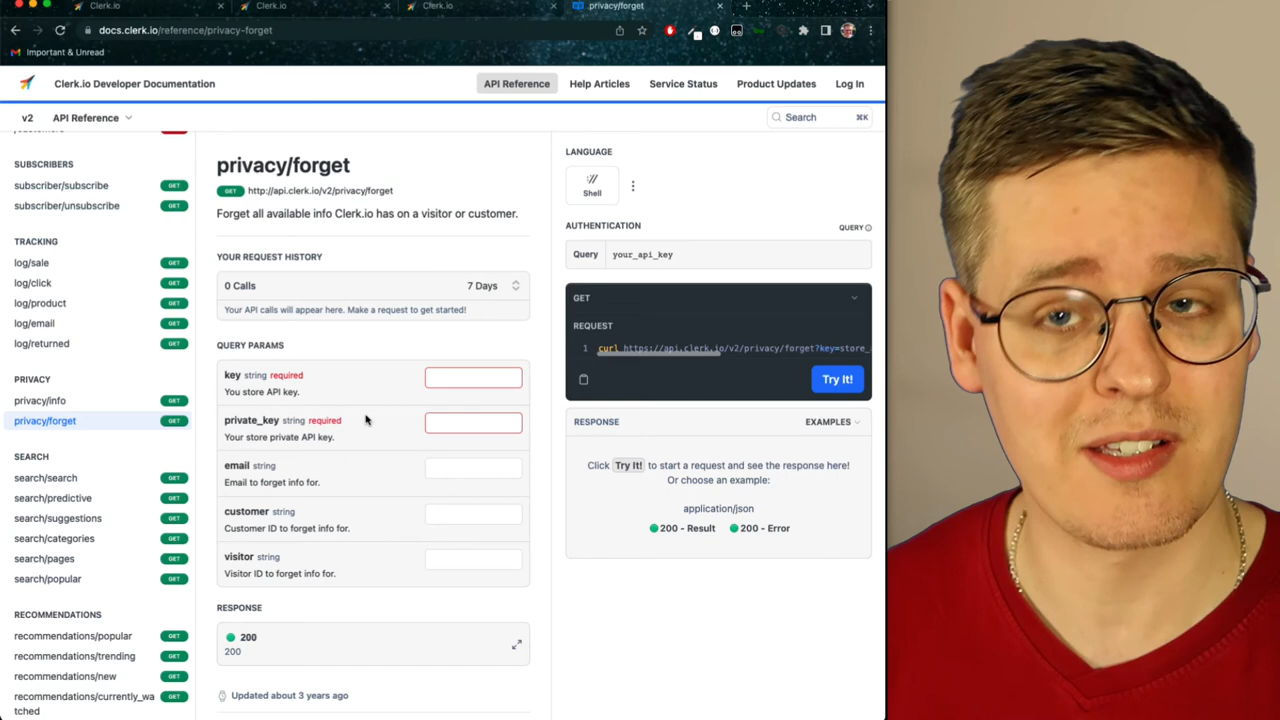 Clerk.io
Clerk.io
Clerk.io
privacy/forget
docs.clerk.io/reference/privacy-forget
Important & Unread
Clerk.io Developer Documentation
API Reference
Help Articles
Service Status
Product Updates
Log In
v2
API Reference
Search
⌘K
SUBSCRIBERS
subscriber/subscribe GET
subscriber/unsubscribe GET
TRACKING
log/sale GET
log/click GET
log/product GET
log/email GET
log/returned GET
PRIVACY
privacy/info GET
privacy/forget GET
SEARCH
search/search GET
search/predictive GET
search/suggestions GET
search/categories GET
search/pages GET
search/popular GET
RECOMMENDATIONS
recommendations/popular GET
recommendations/trending GET
recommendations/new GET
recommendations/currently_wa GET
tched
privacy/forget
GET http://api.clerk.io/v2/privacy/forget
Forget all available info Clerk.io has on a visitor or customer.
YOUR REQUEST HISTORY
0 Calls 7 Days
Your API calls will appear here. Make a request to get started!
QUERY PARAMS
key string required
You store API key.
private_key string required
Your store private API key.
email string
Email to forget info for.
customer string
Customer ID to forget info for.
visitor string
Visitor ID to forget info for.
RESPONSE
200
200
Updated about 3 years ago
LANGUAGE
Shell
AUTHENTICATION QUERY
Query your_api_key
GET
REQUEST
1 curl https://api.clerk.io/v2/privacy/forget?key=store_
Try It!
RESPONSE EXAMPLES
Click Try It! to start a request and see the response here!
Or choose an example:
application/json
200 - Result 200 - Error